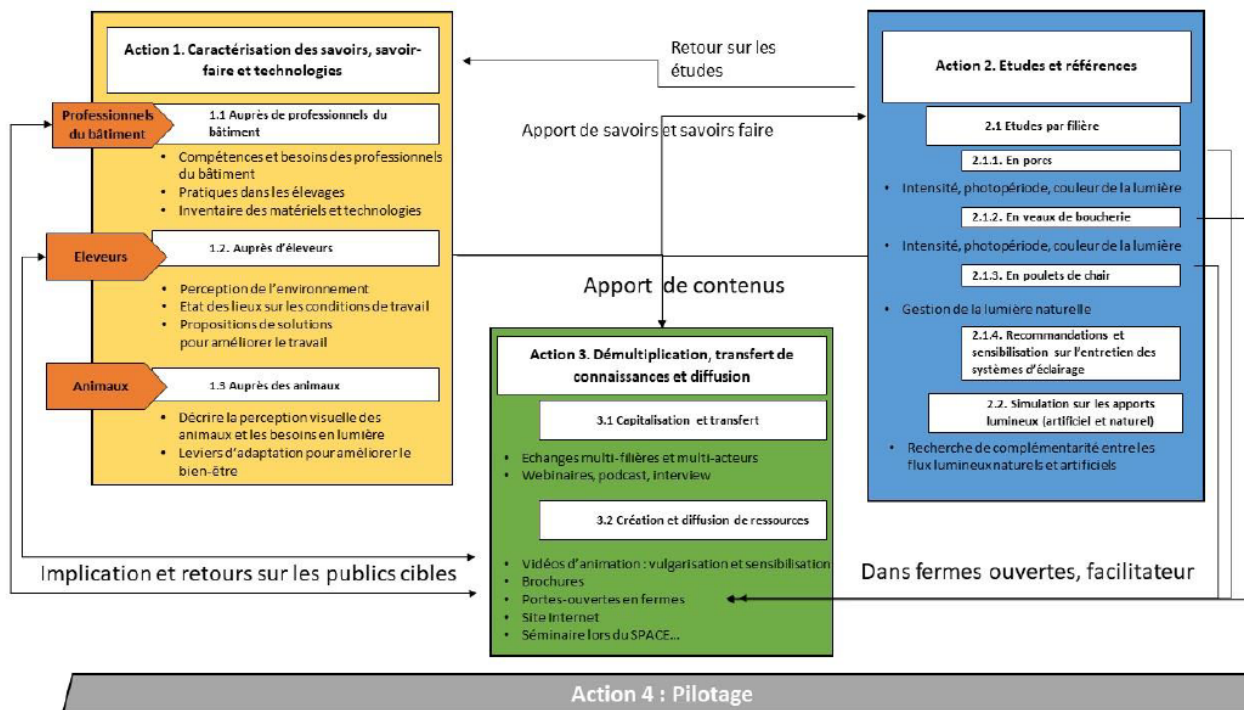 Action 1. Caractérisation des savoirs, savoir-
faire et technologies
Professionnels
du bâtiment
1.1 Auprès de professionnels du
bâtiment
• Compétences et besoins des professionnels
du bâtiment
• Pratiques dans les élevages
• Inventaire des matériels et technologies
Eleveurs
1.2. Auprès d'éleveurs
• Perception de l'environnement
• Etat des lieux sur les conditions de travail
• Propositions de solutions
pour améliorer le travail
Animaux
1.3 Auprès des animaux
• Décrire la perception visuelle des
animaux et les besoins en lumière
• Leviers d'adaptation pour améliorer le
bien-être
Retour sur les
études
Apport de savoirs et savoirs faire
Apport de contenus
Action 2. Etudes et références
2.1 Etudes par filière
2.1.1. En porcs
• Intensité, photopériode, couleur de la lumière
2.1.2. En veaux de boucherie
• Intensité, photopériode, couleur de la lumière
2.1.3. En poulets de chair
• Gestion de la lumière naturelle
2.1.4. Recommandations et
sensibilisation sur l'entretien des
systèmes d'éclairage
2.2. Simulation sur les apports
lumineux (artificiel et naturel)
• Recherche de complémentarité entre les
flux lumineux naturels et artificiels
Action 3. Démultiplication, transfert de
connaissances et diffusion
3.1 Capitalisation et transfert
• Echanges multi-filières et multi-acteurs
• Webinaires, podcast, interview
3.2 Création et diffusion de ressources
• Vidéos d'animation : vulgarisation et sensibilisation
• Brochures
• Portes-ouvertes en fermes
• Site Internet
• Séminaire lors du SPACE...
Implication et retours sur les publics cibles
Dans fermes ouvertes, facilitateur
Action 4 : Pilotage